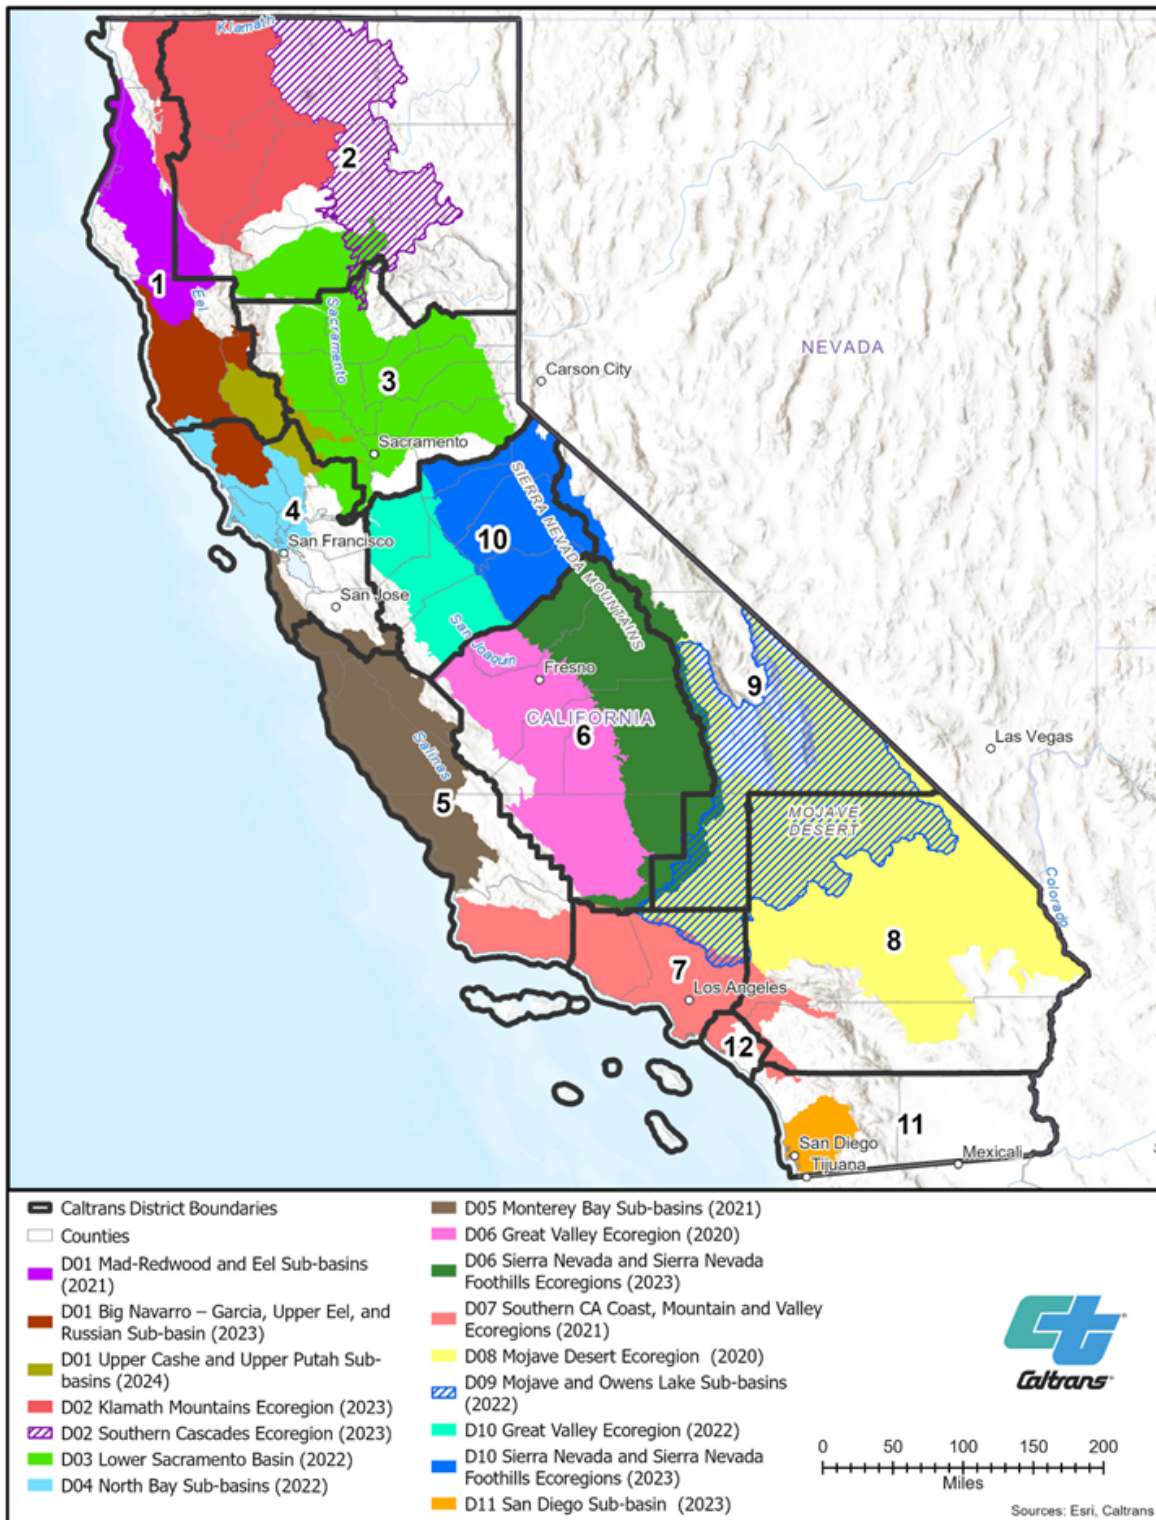 Klamath
2
1
Eel
Sacramento
3
NEVADA
Carson City
Sacramento
SIERRA NEVADA MOUNTAINS
4
10
San Francisco
San Jose
San Joaquin
Fresno
9
CALIFORNIA
6
Salinas
Las Vegas
5
MOJAVE
DESERT
Colorado
8
7
Los Angeles
12
11
San Diego
Mexicali
Tijuana
Caltrans District Boundaries
Counties
D01 Mad-Redwood and Eel Sub-basins
(2021)
D01 Big Navarro – Garcia, Upper Eel, and
Russian Sub-basin (2023)
D01 Upper Cashe and Upper Putah Sub-
basins (2024)
D02 Klamath Mountains Ecoregion (2023)
D02 Southern Cascades Ecoregion (2023)
D03 Lower Sacramento Basin (2022)
D04 North Bay Sub-basins (2022)
D05 Monterey Bay Sub-basins (2021)
D06 Great Valley Ecoregion (2020)
D06 Sierra Nevada and Sierra Nevada
Foothills Ecoregions (2023)
D07 Southern CA Coast, Mountain and Valley
Ecoregions (2021)
D08 Mojave Desert Ecoregion (2020)
D09 Mojave and Owens Lake Sub-basins
(2022)
D10 Great Valley Ecoregion (2022)
D10 Sierra Nevada and Sierra Nevada
Foothills Ecoregions (2023)
D11 San Diego Sub-basin (2023)
ct
Caltrans®
0 50 100 150 200
Miles
Sources: Esri, Caltrans